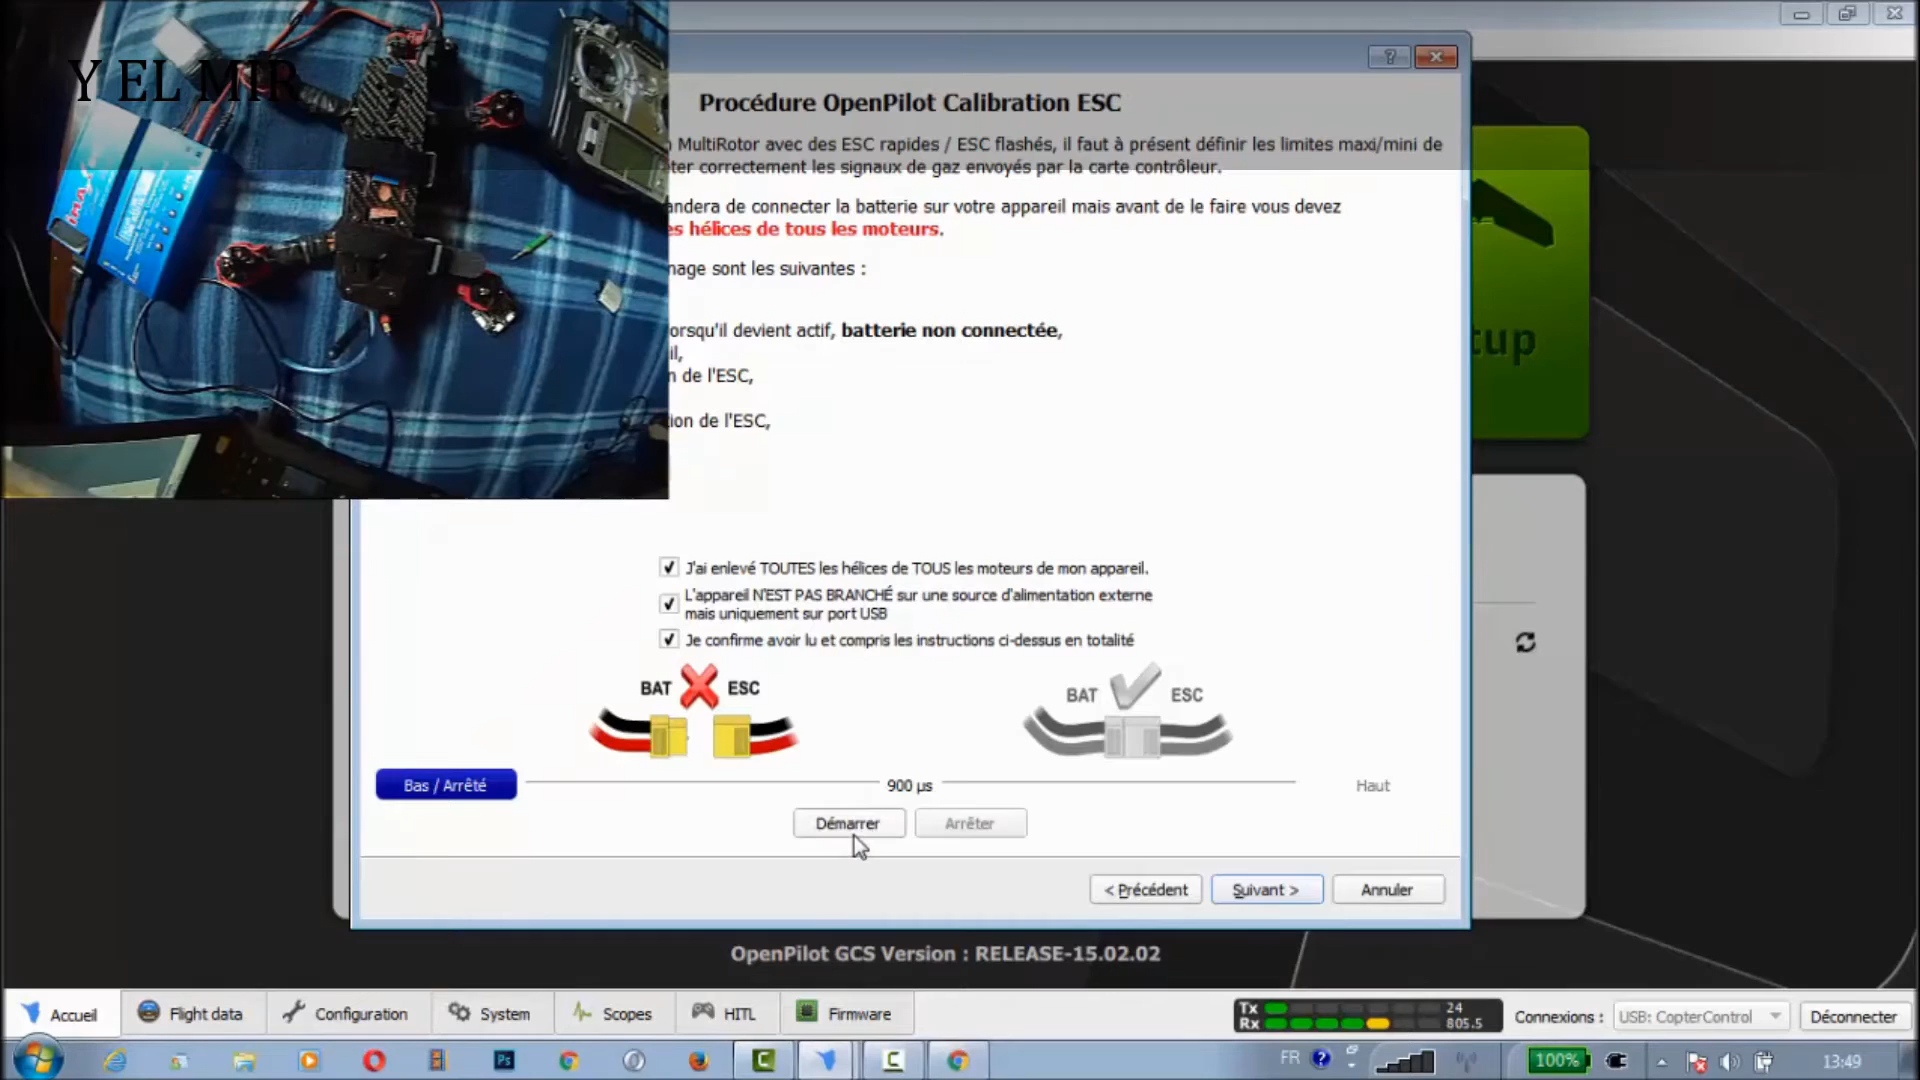 Y EL MIR
Procédure OpenPilot Calibration ESC
MultiRotor avec des ESC rapides / ESC flashés, il faut à présent définir les limites maxi/mini de
ter correctement les signaux de gaz envoyés par la carte contrôleur.
andera de connecter la batterie sur votre appareil mais avant de le faire vous devez
es hélices de tous les moteurs.
nage sont les suivantes :
orsqu'il devient actif, batterie non connectée,
il,
n de l'ESC,
tion de l'ESC,
tup
J'ai enlevé TOUTES les hélices de TOUS les moteurs de mon appareil.
L'appareil N'EST PAS BRANCHÉ sur une source d'alimentation externe
mais uniquement sur port USB
Je confirme avoir lu et compris les instructions ci-dessus en totalité
BAT ESC
BAT ESC
Bas / Arrêté 900 µs Haut
Démarrer Arrêter
< Précédent Suivant > Annuler
OpenPilot GCS Version : RELEASE-15.02.02
Accueil Flight data Configuration System Scopes HITL Firmware
Tx 24
Rx 805.5
Connexions : USB: CopterControl Déconnecter
Ps FR 100% 13:49